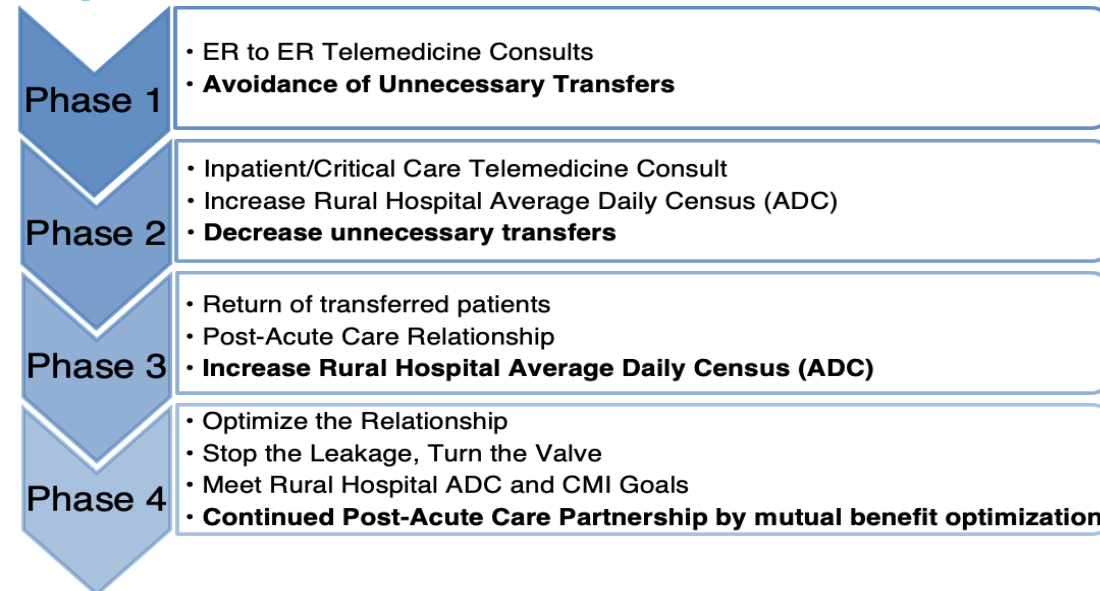 Phase 1
• ER to ER Telemedicine Consults
• Avoidance of Unnecessary Transfers
Phase 2
• Inpatient/Critical Care Telemedicine Consult
• Increase Rural Hospital Average Daily Census (ADC)
• Decrease unnecessary transfers
Phase 3
• Return of transferred patients
• Post-Acute Care Relationship
• Increase Rural Hospital Average Daily Census (ADC)
Phase 4
• Optimize the Relationship
• Stop the Leakage, Turn the Valve
• Meet Rural Hospital ADC and CMI Goals
• Continued Post-Acute Care Partnership by mutual benefit optimization